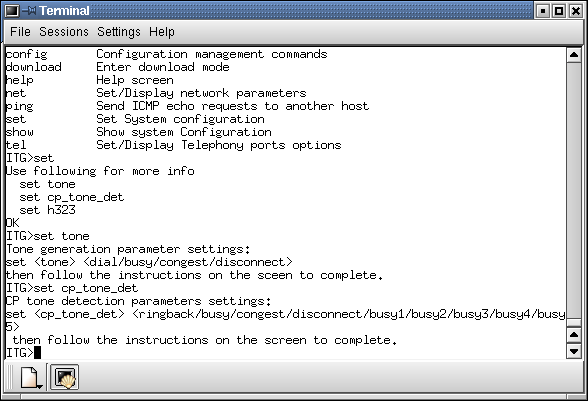 Terminal
File Sessions Settings Help
config Configuration management commands
download Enter download mode
help Help screen
net Set/Display network parameters
ping Send ICMP echo requests to another host
set Set System configuration
show Show system Configuration
tel Set/Display Telephony ports options
ITG>set
Use following for more info
set tone
set cp_tone_det
set h323
OK
ITG>set tone
Tone generation parameter settings:
set <tone> <dial/busy/congest/disconnect>
then follow the instructions on the sceen to complete.
ITG>set cp_tone_det
CP tone detection parameters settings:
set <cp_tone_det> <ringback/busy/congest/disconnect/busy1/busy2/busy3/busy4/busy
5>
then follow the instructions on the screen to complete.
ITG>